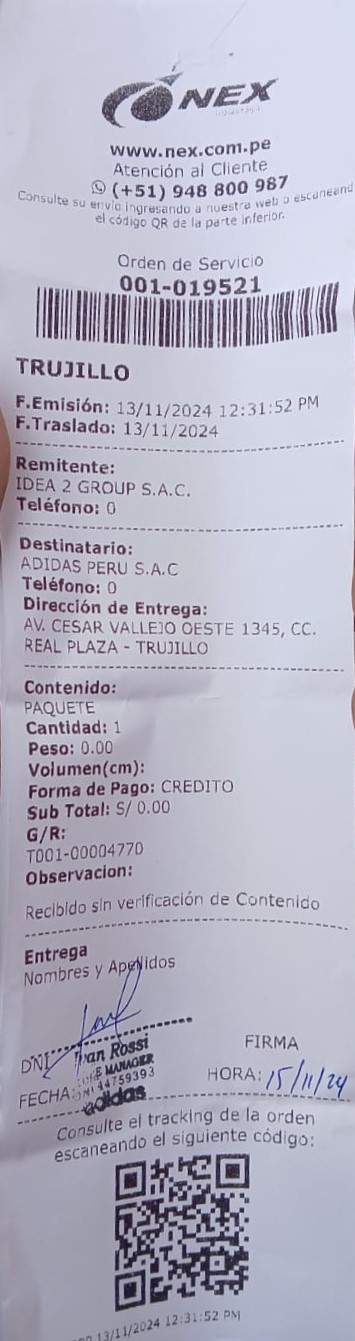 NEX
www.nex.com.pe
Atención al Cliente
(+51) 948 800 987
Consulte su envío ingresando a nuestra web o escaneand
el código QR de la parte inferior.
Orden de Servicio
001-019521
TRUJILLO
F.Emisión: 13/11/2024 12:31:52 PM
F.Traslado: 13/11/2024
Remitente:
IDEA 2 GROUP S.A.C.
Teléfono: 0
Destinatario:
ADIDAS PERU S.A.C
Teléfono: 0
Dirección de Entrega:
AV. CESAR VALLEJO OESTE 1345, CC.
REAL PLAZA - TRUJILLO
Contenido:
PAQUETE
Cantidad: 1
Peso: 0.00
Volumen(cm):
Forma de Pago: CREDITO
Sub Total: S/ 0.00
G/R:
T001-00004770
Observacion:
Recibido sin verificación de Contenido
Entrega
Nombres y Apellidos
DNI
Ivan Rossi
MANAGER
44759393
adidas
FIRMA
FECHA:
HORA: 15/11/24
Consulte el tracking de la orden
escaneando el siguiente código:
13/11/2024 12:31:52 PM